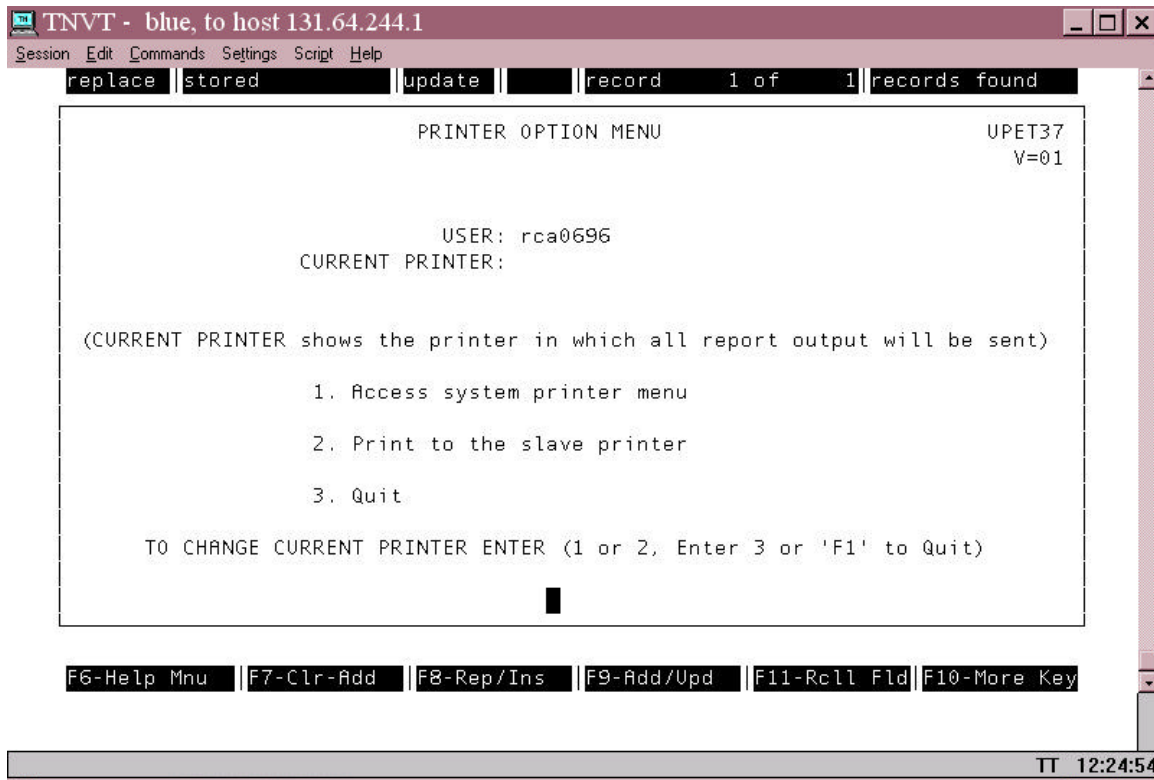 TNVT - blue, to host 131.64.244.1
Session Edit Commands Settings Script Help
replace stored update record 1 of 1 records found
PRINTER OPTION MENU UPET37
V=01
USER: rca0696
CURRENT PRINTER:
(CURRENT PRINTER shows the printer in which all report output will be sent)
1. Access system printer menu
2. Print to the slave printer
3. Quit
TO CHANGE CURRENT PRINTER ENTER (1 or 2, Enter 3 or 'F1' to Quit)
F6-Help Mnu F7-Clr-Add F8-Rep/Ins F9-Add/Upd F11-Rcll Fld F10-More Key
TT 12:24:54